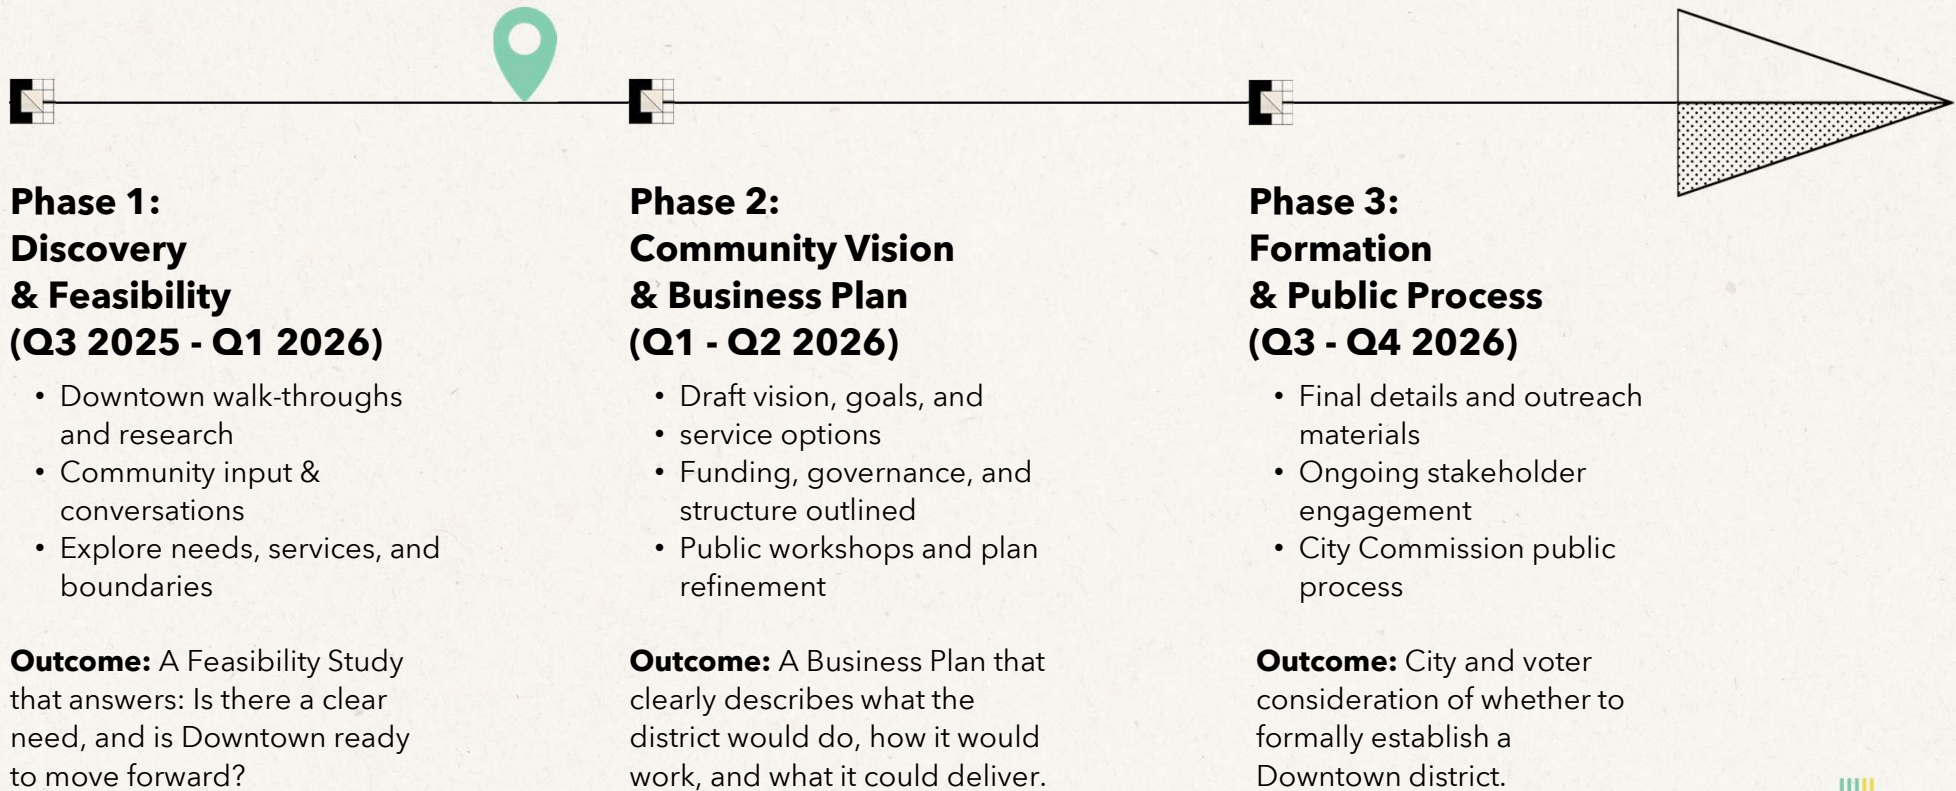 Phase 1:
Discovery
& Feasibility
(Q3 2025 - Q1 2026)
• Downtown walk-throughs
and research
• Community input &
conversations
• Explore needs, services, and
boundaries
Outcome: A Feasibility Study
that answers: Is there a clear
need, and is Downtown ready
to move forward?
Phase 2:
Community Vision
& Business Plan
(Q1 - Q2 2026)
• Draft vision, goals, and
• service options
• Funding, governance, and
structure outlined
• Public workshops and plan
refinement
Outcome: A Business Plan that
clearly describes what the
district would do, how it would
work, and what it could deliver.
Phase 3:
Formation
& Public Process
(Q3 - Q4 2026)
• Final details and outreach
materials
• Ongoing stakeholder
engagement
• City Commission public
process
Outcome: City and voter
consideration of whether to
formally establish a
Downtown district.